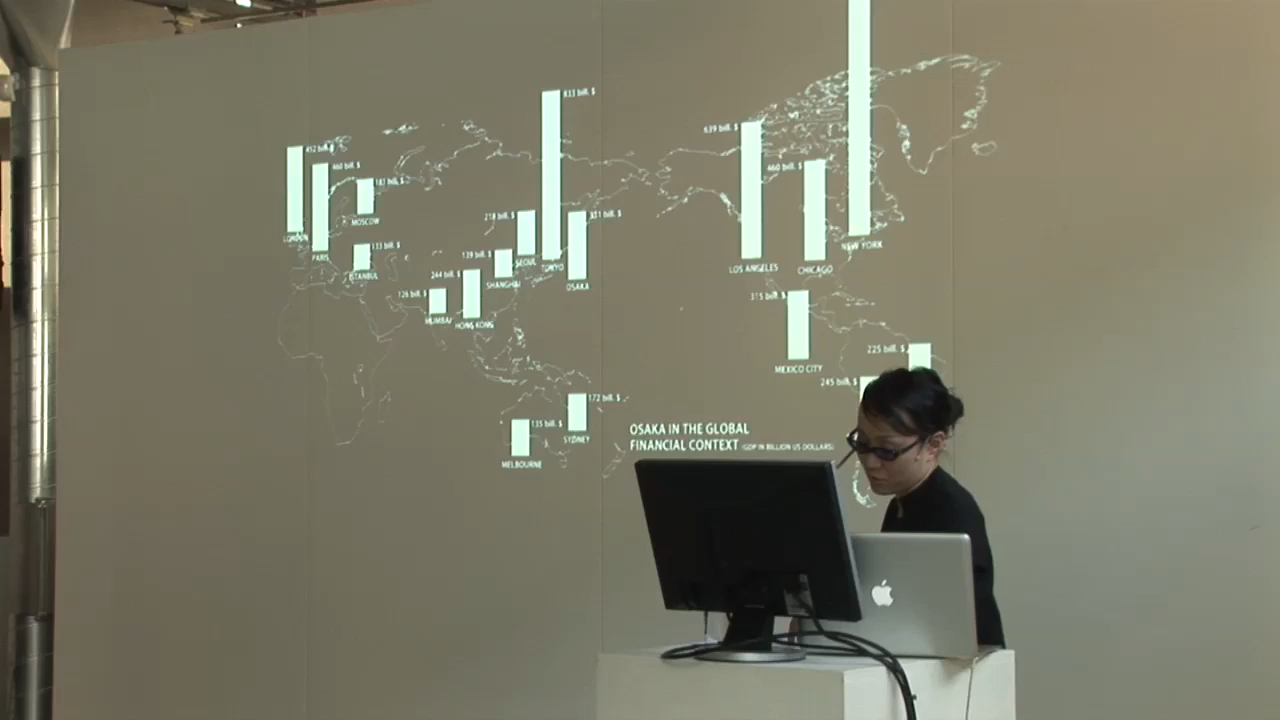 833 bill. $
639 bill. $
452 bill. $
460 bill. $
460 bill. $
181 bill. $
LONDON
PARIS
MOSCOW
133 bill. $
ISTANBUL
218 bill. $
331 bill. $
139 bill. $
SEOUL
TOKYO
OSAKA
244 bill. $
SHANGHAI
126 bill. $
MUMBAI
HONG KONG
NEW YORK
LOS ANGELES
CHICAGO
315 bill. $
MEXICO CITY
225 bill. $
245 bill. $
172 bill. $
SYDNEY
135 bill. $
MELBOURNE
OSAKA IN THE GLOBAL
FINANCIAL CONTEXT (GDP IN BILLION US DOLLARS)